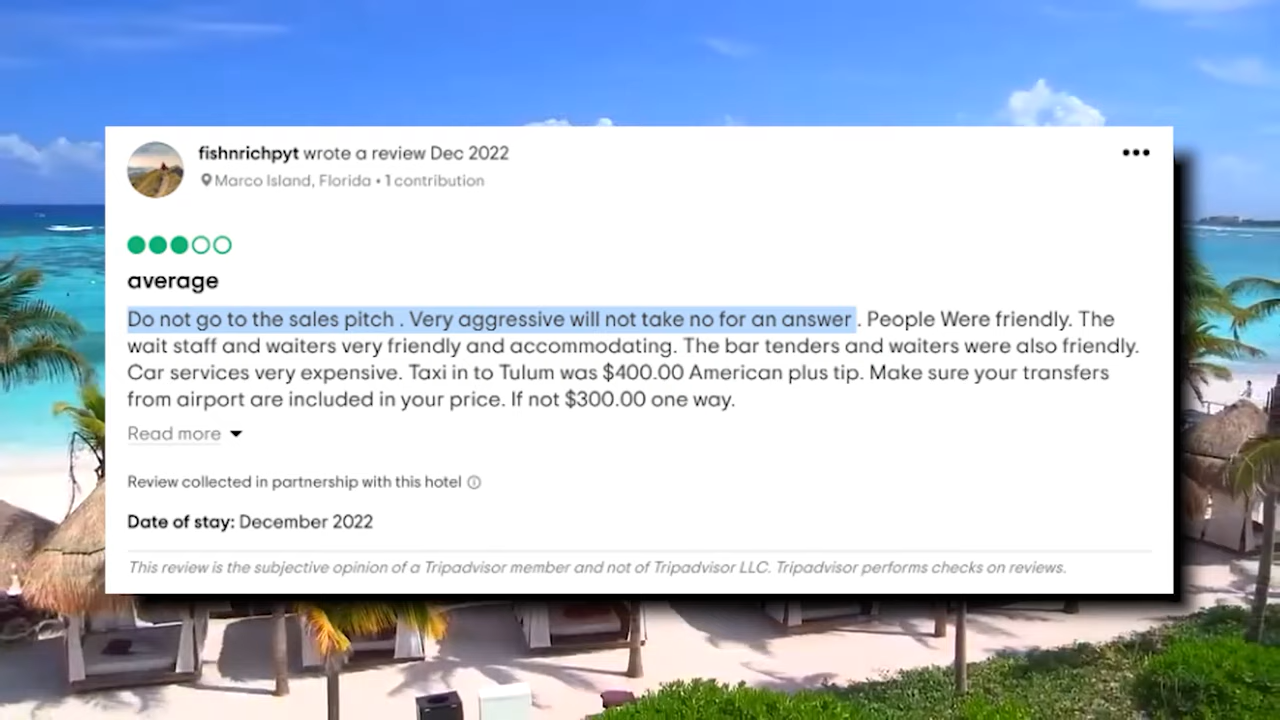 fishnrichpyt wrote a review Dec 2022
Marco Island, Florida • 1 contribution
average
Do not go to the sales pitch . Very aggressive will not take no for an answer . People Were friendly. The
wait staff and waiters very friendly and accommodating. The bar tenders and waiters were also friendly.
Car services very expensive. Taxi in to Tulum was $400.00 American plus tip. Make sure your transfers
from airport are included in your price. If not $300.00 one way.
Read more
Review collected in partnership with this hotel
Date of stay: December 2022
This review is the subjective opinion of a Tripadvisor member and not of Tripadvisor LLC. Tripadvisor performs checks on reviews.